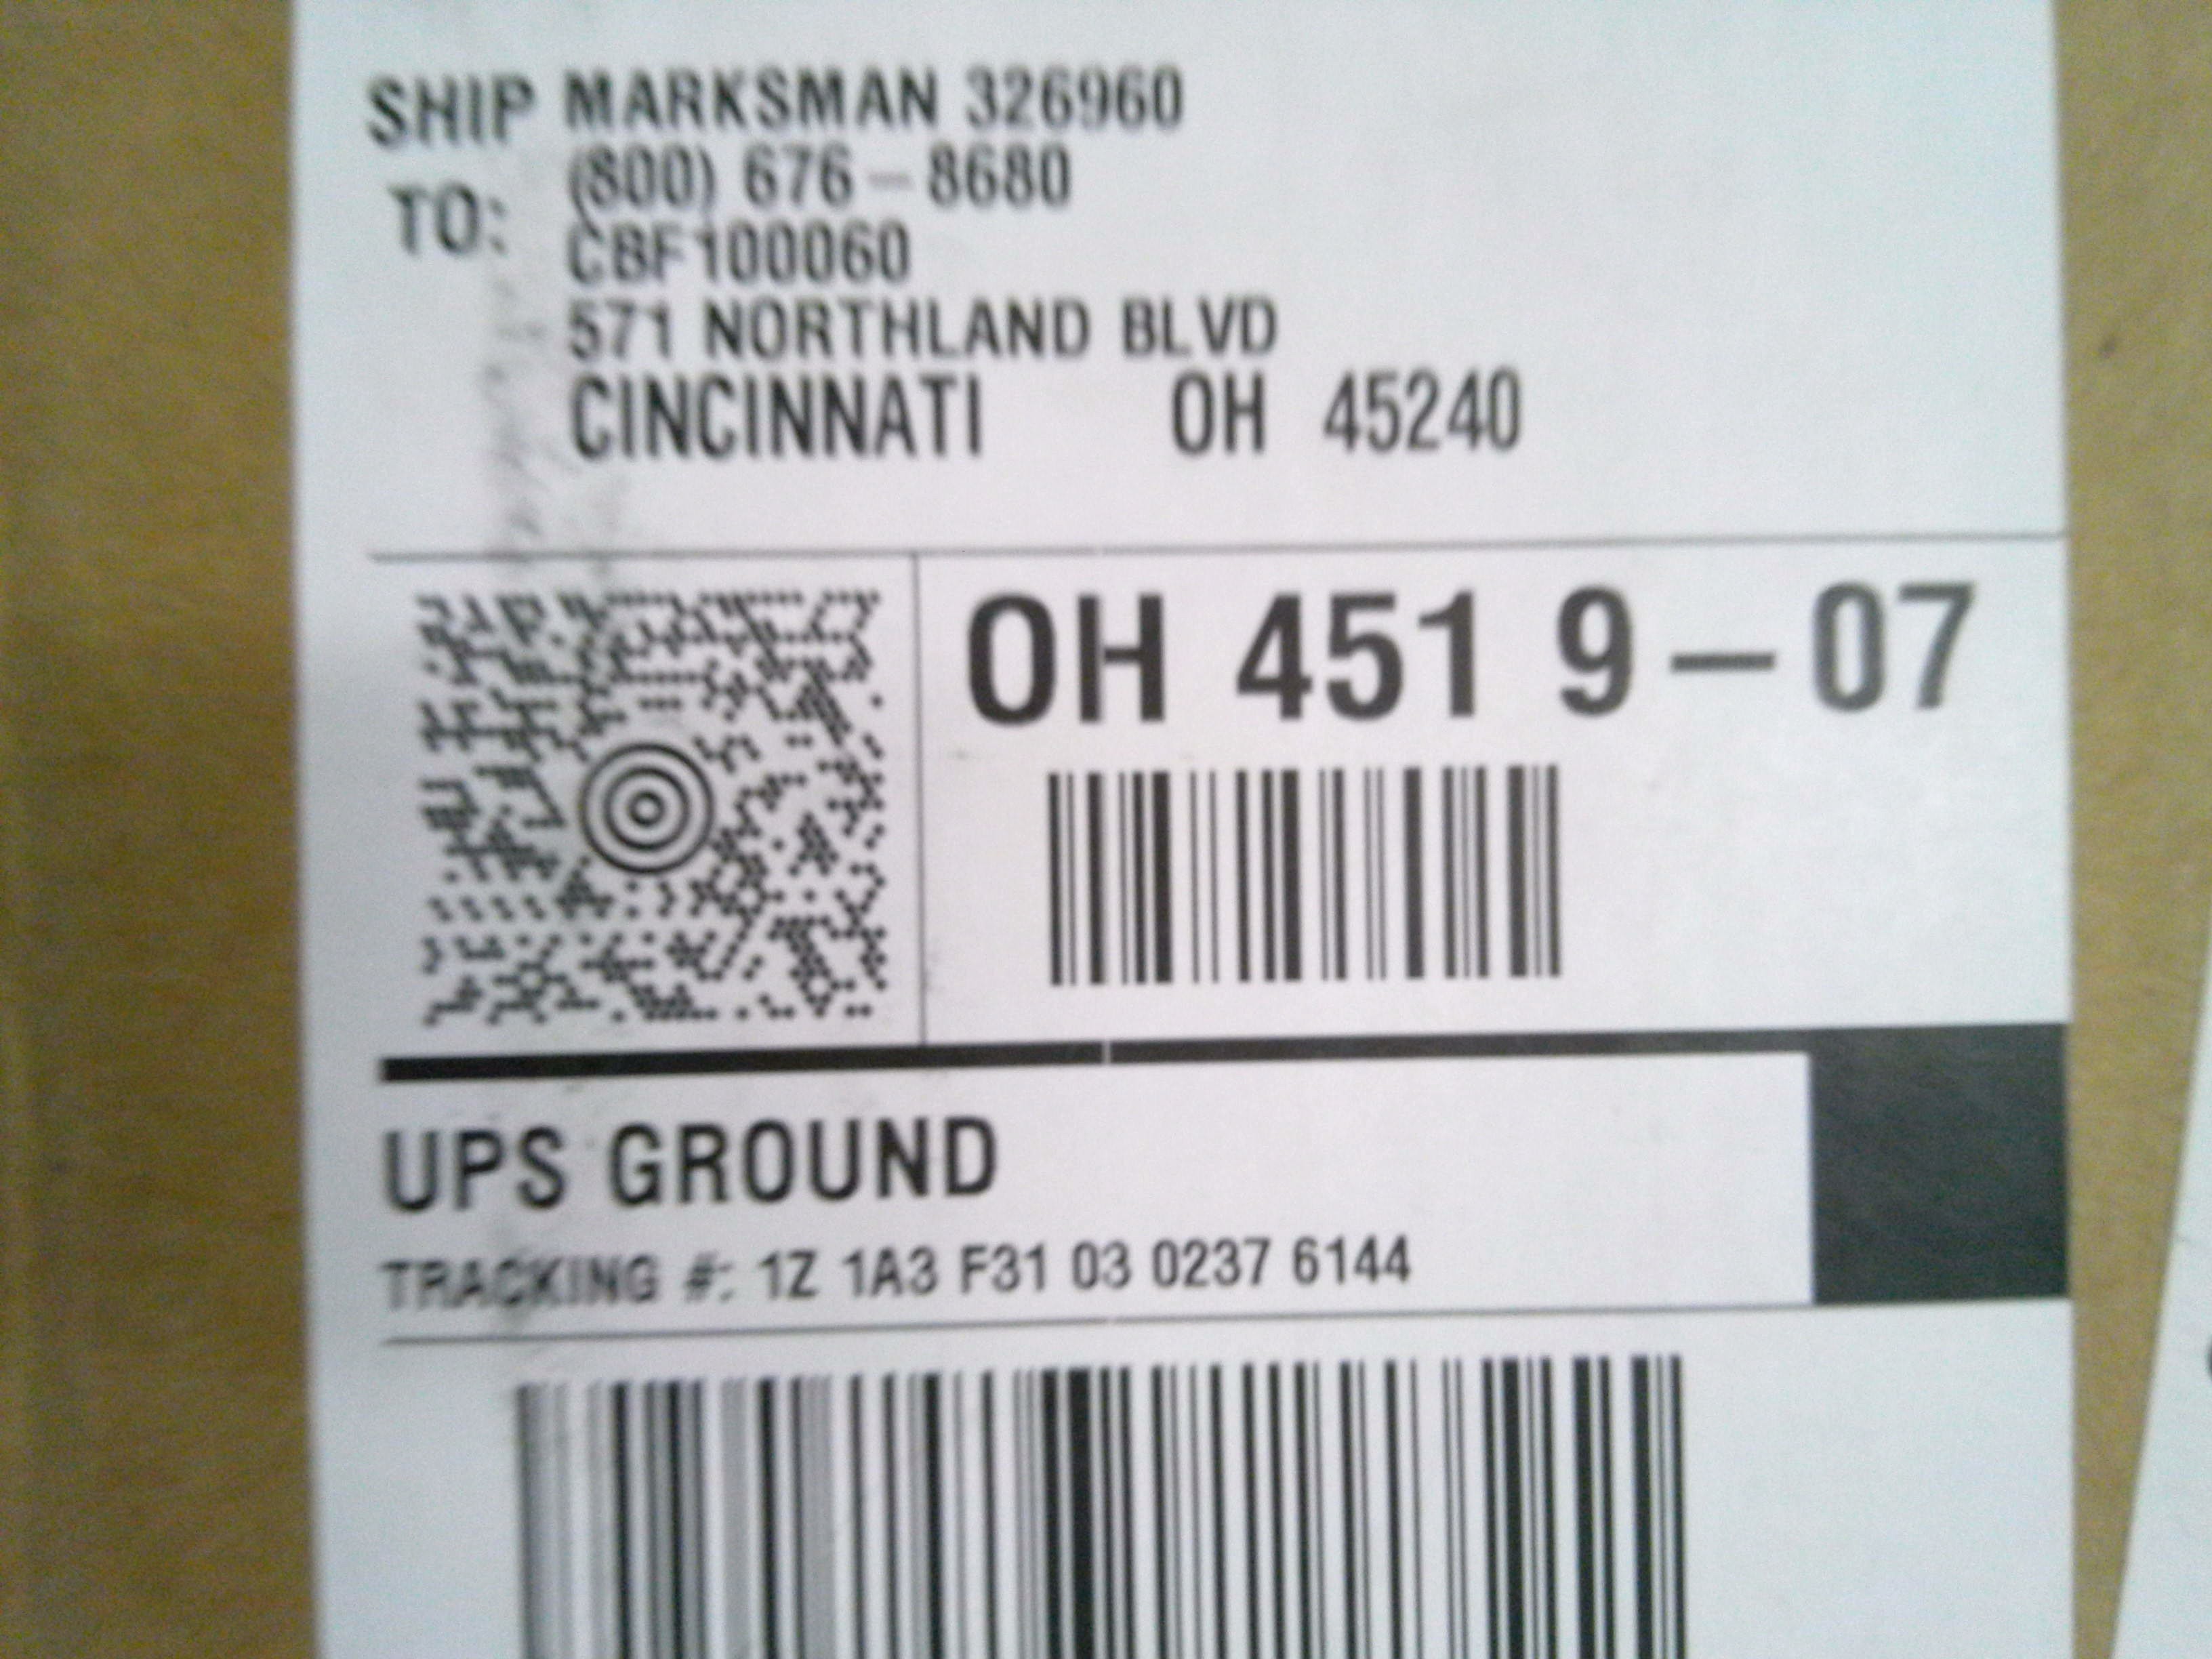 SHIP MARKSMAN 326960
(800) 676-8680
TO: CBF100060
571 NORTHLAND BLVD
CINCINNATI OH 45240
OH 451 9-07
UPS GROUND
TRACKING #: 1Z 1A3 F31 03 0237 6144